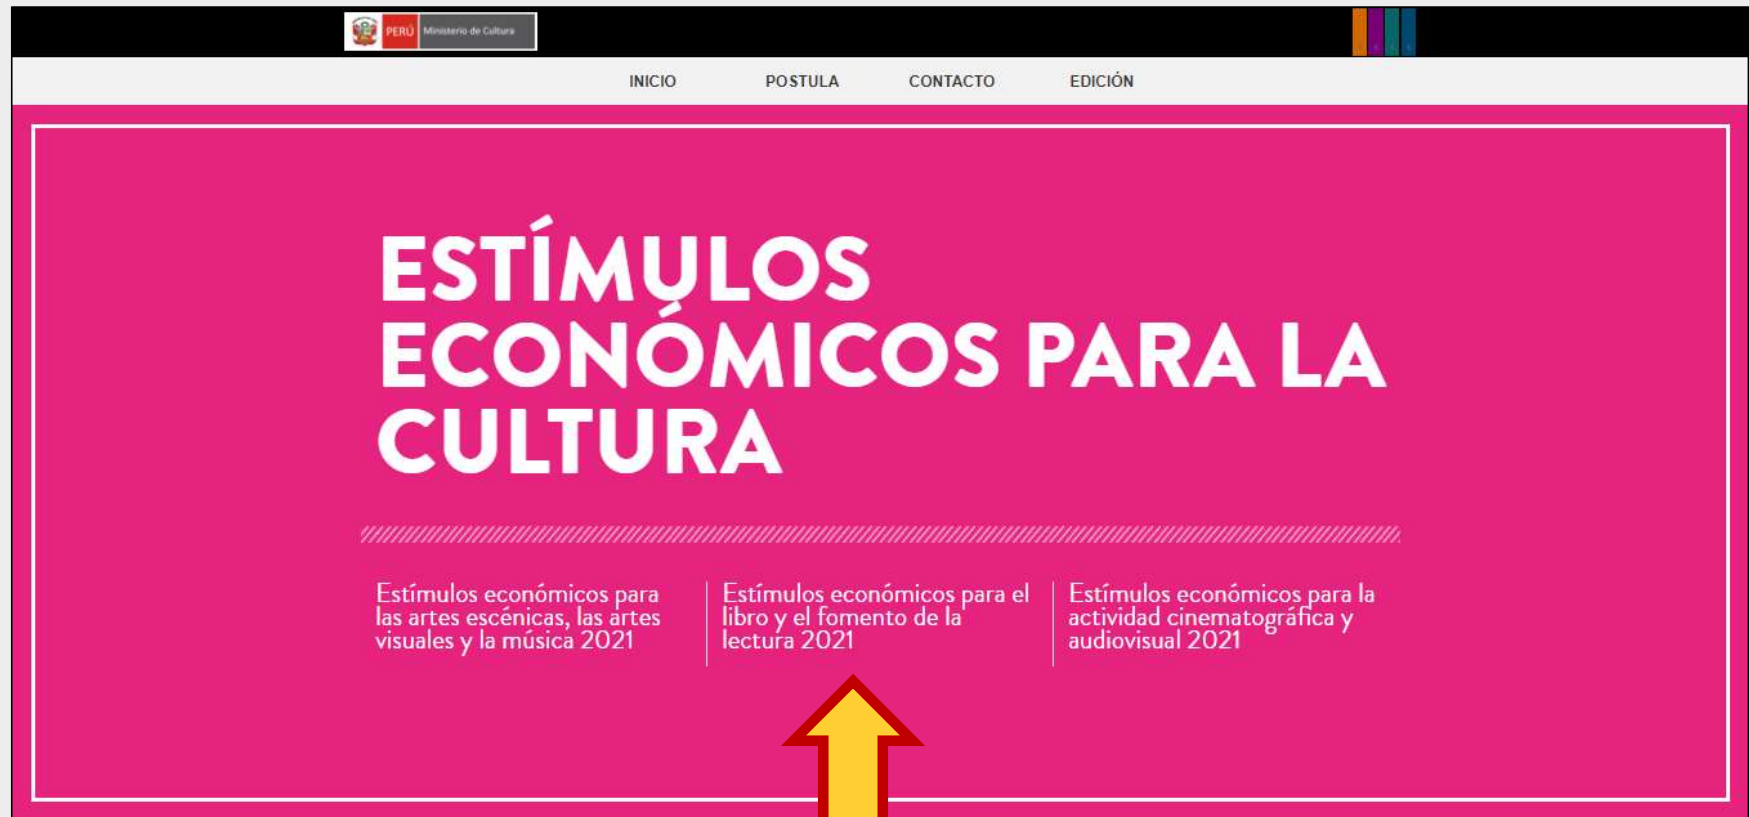 PERÚ Ministerio de Cultura
INICIO POSTULA CONTACTO EDICIÓN
ESTÍMULOS
ECONÓMICOS PARA LA
CULTURA
Estímulos económicos para
las artes escénicas, las artes
visuales y la música 2021
Estímulos económicos para el
libro y el fomento de la
lectura 2021
Estímulos económicos para la
actividad cinematográfica y
audiovisual 2021